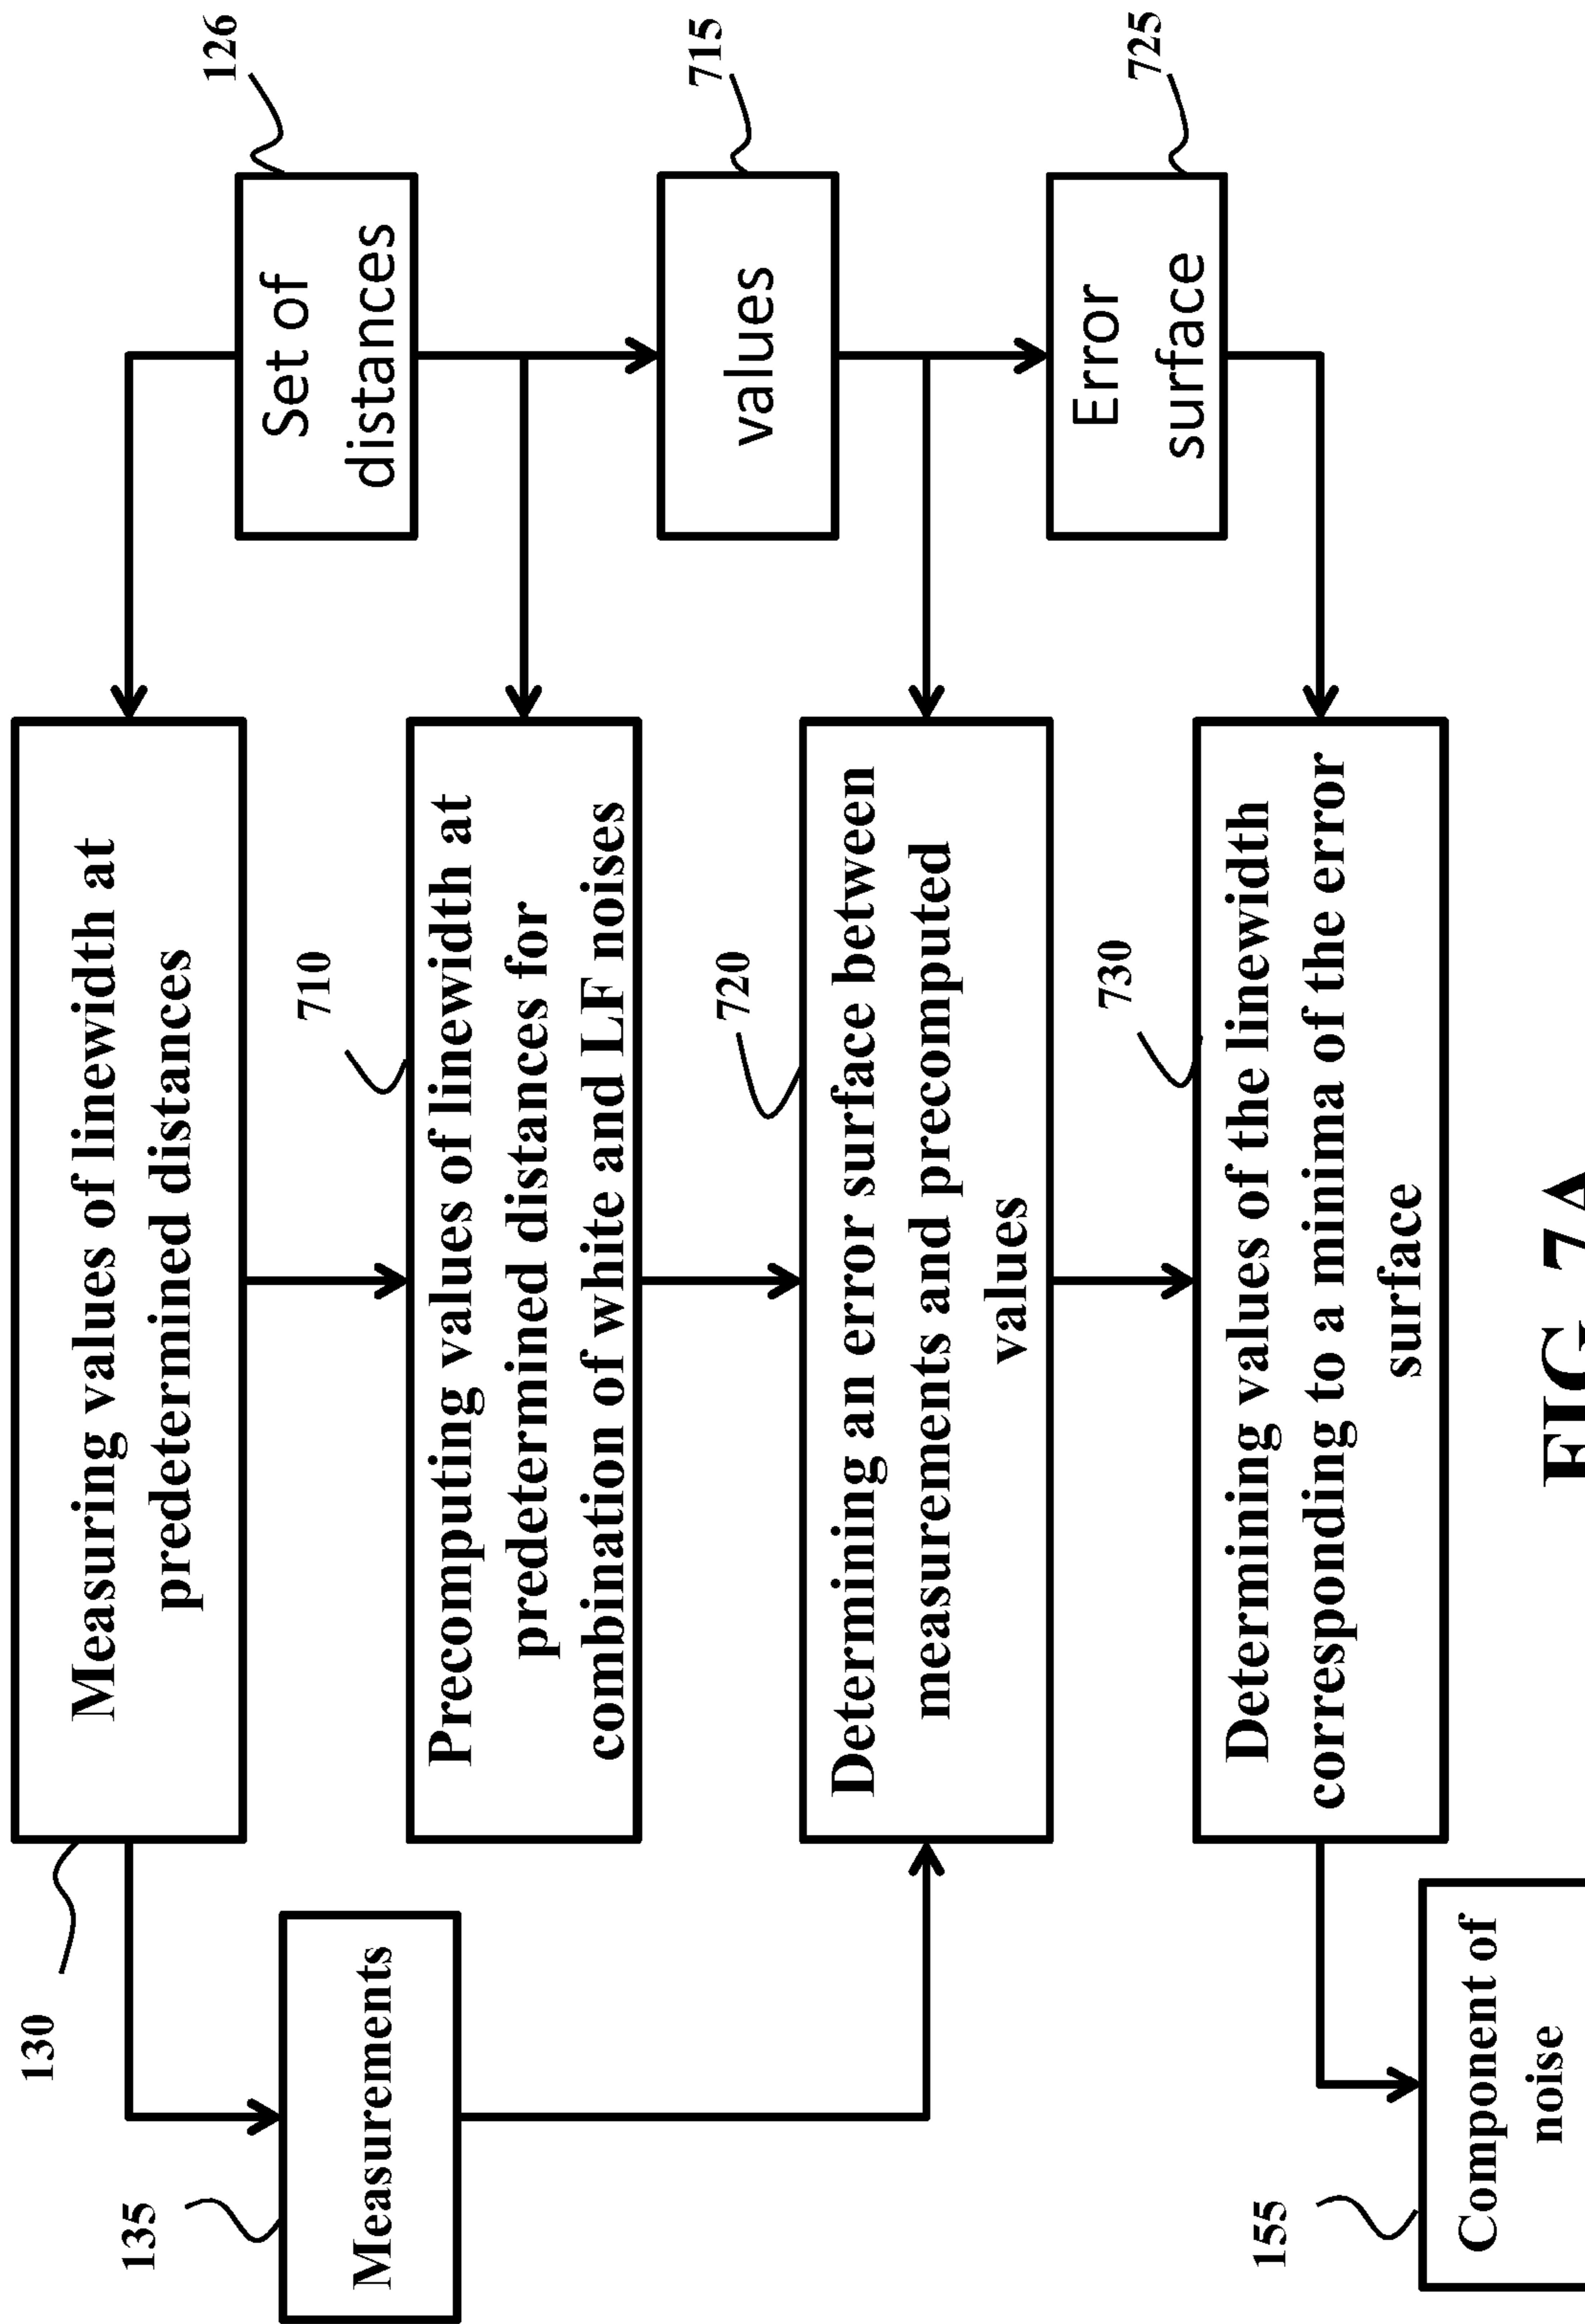 130
Measuring values of linewidth at
predetermined distances
126
Set of
distances
135
Measurements
710
Precomputing values of linewidth at
predetermined distances for
combination of white and LF noises
715
values
720
Determining an error surface between
measurements and precomputed
values
725
Error
surface
730
Determining values of the linewidth
corresponding to a minima of the error
surface
155
Component of
noise
FIG. 7A